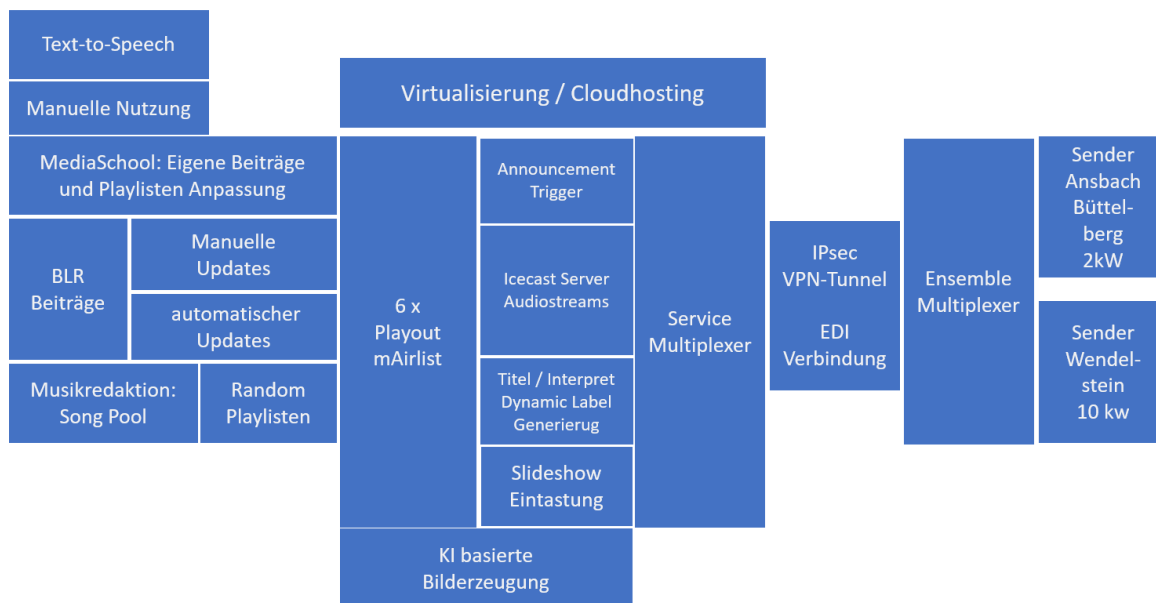 Text-to-Speech
Manuelle Nutzung
MediaSchool: Eigene Beiträge
und Playlisten Anpassung
BLR
Beiträge
Manuelle
Updates
automatischer
Updates
Musikredaktion:
Song Pool
Random
Playlisten
Virtualisierung / Cloudhosting
6 x
Playout
mAirlist
Announcement
Trigger
Icecast Server
Audiostreams
Titel / Interpret
Dynamic Label
Generierug
Slideshow
Eintastung
KI basierte
Bilderzeugung
Service
Multiplexer
IPsec
VPN-Tunnel
EDI
Verbindung
Ensemble
Multiplexer
Sender
Ansbach
Büttel-
berg
2kW
Sender
Wendel-
stein
10 kw